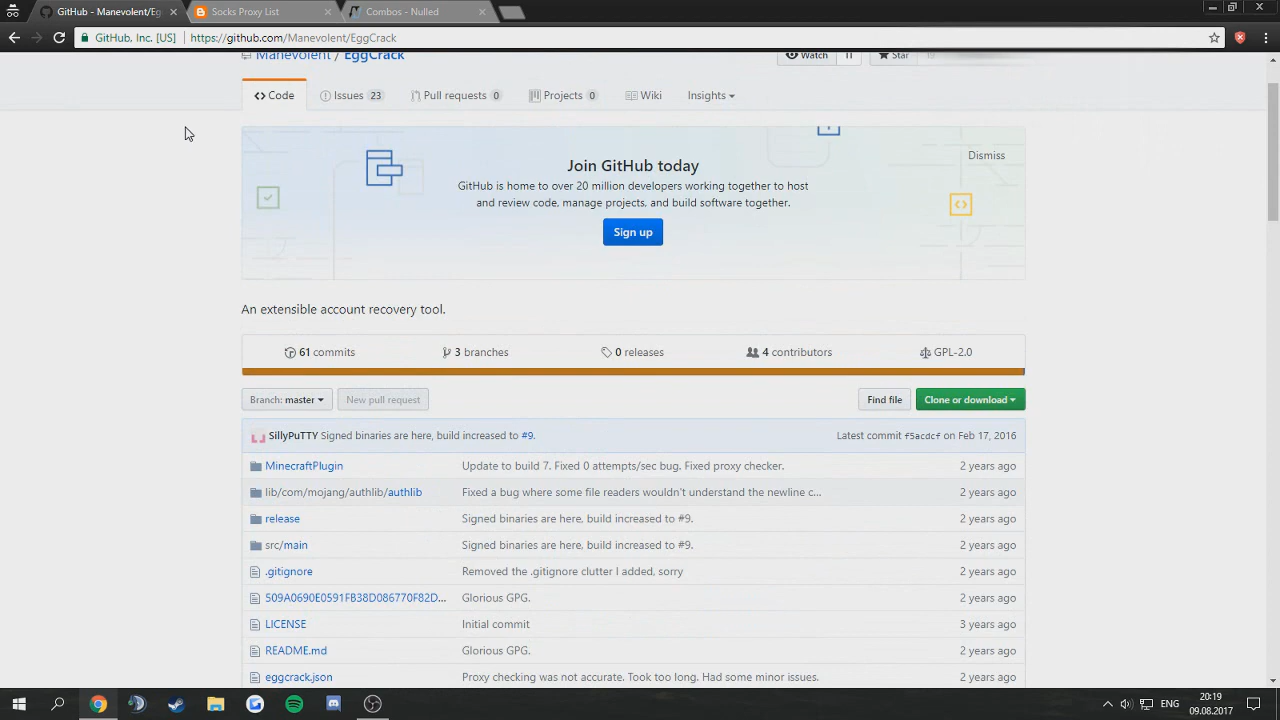 GitHub - Manevolent/Eg
Socks Proxy List
Combos - Nulled
GitHub, Inc. [US]
https://github.com/Manevolent/EggCrack
Manevolent / EggCrack
Watch 11
Star
Code
Issues 23
Pull requests 0
Projects 0
Wiki
Insights
Join GitHub today
Dismiss
GitHub is home to over 20 million developers working together to host
and review code, manage projects, and build software together.
Sign up
An extensible account recovery tool.
61 commits
3 branches
0 releases
4 contributors
GPL-2.0
Branch: master
New pull request
Find file
Clone or download
SillyPuTTY Signed binaries are here, build increased to #9.
Latest commit f5acdcf on Feb 17, 2016
MinecraftPlugin
Update to build 7. Fixed 0 attempts/sec bug. Fixed proxy checker.
2 years ago
lib/com/mojang/authlib/authlib
Fixed a bug where some file readers wouldn't understand the newline c...
2 years ago
release
Signed binaries are here, build increased to #9.
2 years ago
src/main
Signed binaries are here, build increased to #9.
2 years ago
.gitignore
Removed the .gitignore clutter I added, sorry
2 years ago
509A0690E0591FB38D086770F82D...
Glorious GPG.
2 years ago
LICENSE
Initial commit
3 years ago
README.md
Glorious GPG.
2 years ago
eggcrack.json
Proxy checking was not accurate. Took too long. Had some minor issues.
2 years ago
ENG
20:19
09.08.2017